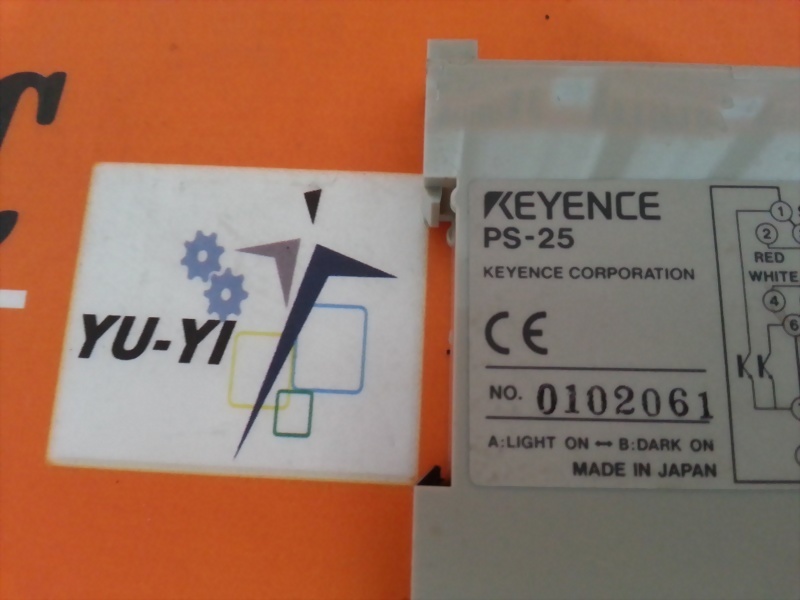 YU-YI
KEYENCE
PS-25
KEYENCE CORPORATION
CE
NO. 0102061
A:LIGHT ON ↔ B:DARK ON
MADE IN JAPAN
1
2
RED
WHITE
4
6